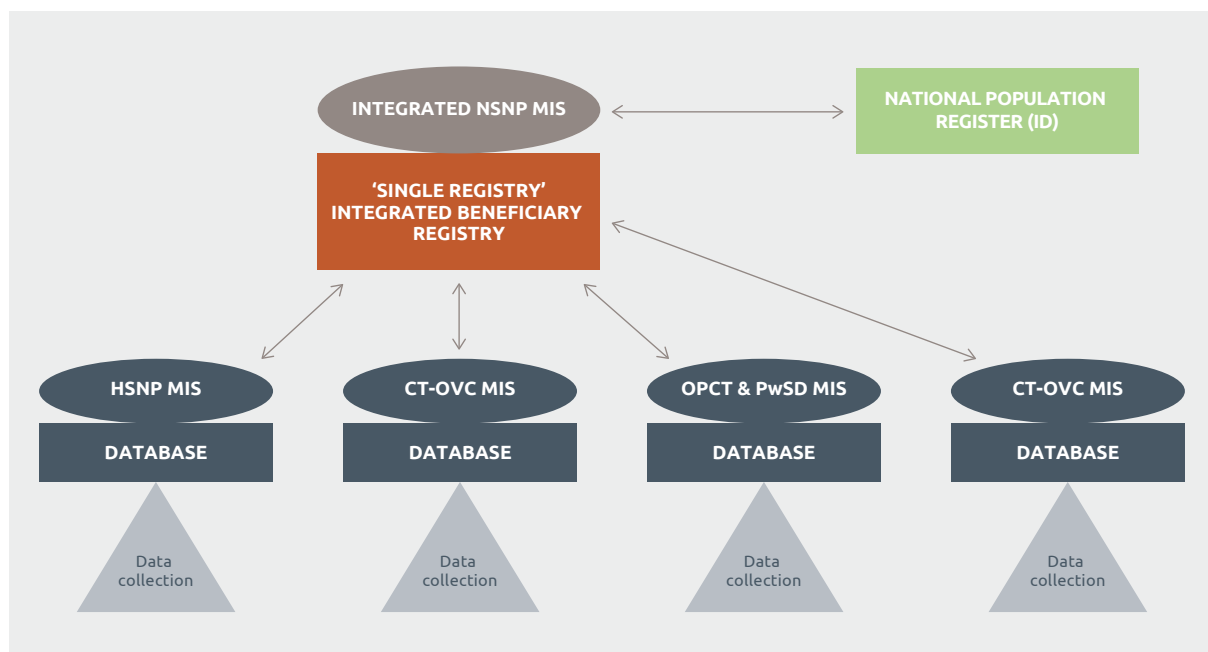 INTEGRATED NSNP MIS
NATIONAL POPULATION
REGISTER (ID)
‘SINGLE REGISTRY’
INTEGRATED BENEFICIARY
REGISTRY
HSNP MIS
CT-OVC MIS
OPCT & PwSD MIS
CT-OVC MIS
DATABASE
DATABASE
DATABASE
DATABASE
Data
collection
Data
collection
Data
collection
Data
collection